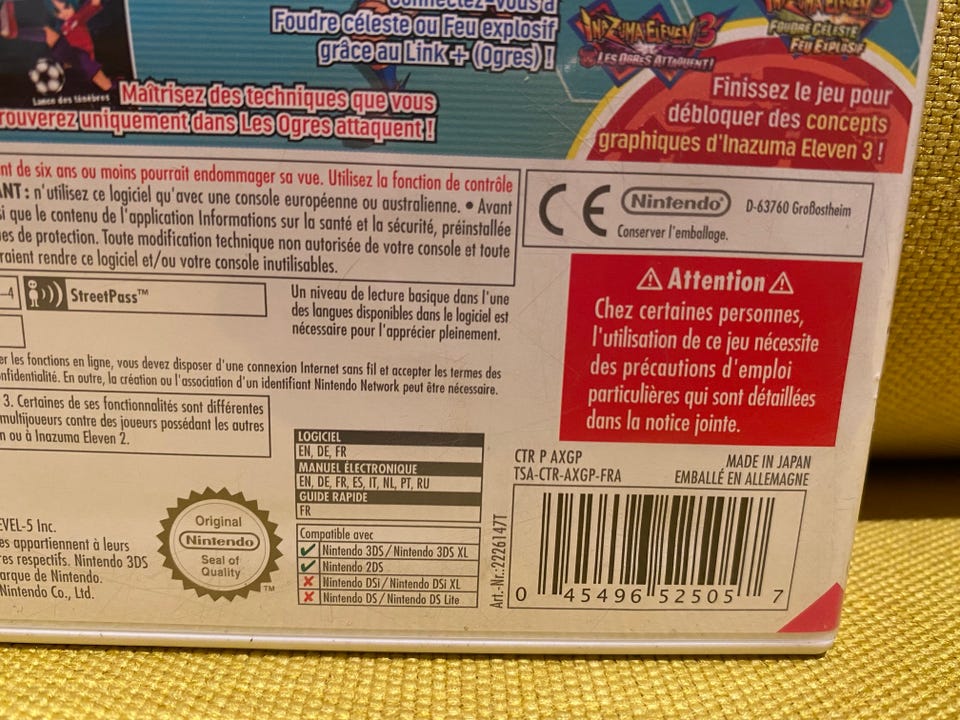 Connectez-vous à
Foudre céleste ou Feu explosif
grâce au Link + (Ogres) !
INAZUMA ELEVEN 3
LES OGRES ATTAQUENT!
FOUDRE CÉLESTE
FEU EXPLOSIF
Lance des ténèbres
Maîtrisez des techniques que vous
trouverez uniquement dans Les Ogres attaquent !
Finissez le jeu pour
débloquer des concepts
graphiques d'Inazuma Eleven 3 !
nt de six ans ou moins pourrait endommager sa vue. Utilisez la fonction de contrôle
ANT : n'utilisez ce logiciel qu'avec une console européenne ou australienne. • Avant
si que le contenu de l'application Informations sur la santé et la sécurité, préinstallée
es de protection. Toute modification technique non autorisée de votre console et toute
raient rendre ce logiciel et/ou votre console inutilisables.
CE
Nintendo®
D-63760 Großostheim
Conserver l'emballage.
–4
StreetPass™
Un niveau de lecture basique dans l'une
des langues disponibles dans le logiciel est
nécessaire pour l'apprécier pleinement.
⚠ Attention ⚠
Chez certaines personnes,
l'utilisation de ce jeu nécessite
des précautions d'emploi
particulières qui sont détaillées
dans la notice jointe.
er les fonctions en ligne, vous devez disposer d'une connexion Internet sans fil et accepter les termes des
nfidentialité. En outre, la création ou l'association d'un identifiant Nintendo Network peut être nécessaire.
3. Certaines de ses fonctionnalités sont différentes
multijoueurs contre des joueurs possédant les autres
n ou à Inazuma Eleven 2.
LOGICIEL
EN, DE, FR
MANUEL ÉLECTRONIQUE
EN, DE, FR, ES, IT, NL, PT, RU
GUIDE RAPIDE
FR
CTR P AXGP
TSA-CTR-AXGP-FRA
MADE IN JAPAN
EMBALLÉ EN ALLEMAGNE
Original
Nintendo
Seal of
Quality
™
Compatible avec
Nintendo 3DS / Nintendo 3DS XL
Nintendo 2DS
Nintendo DSi / Nintendo DSi XL
Nintendo DS / Nintendo DS Lite
EVEL-5 Inc.
es appartiennent à leurs
res respectifs. Nintendo 3DS
arque de Nintendo.
Nintendo Co., Ltd.
Art.-Nr.: 2226147T
0 45496 52505 7